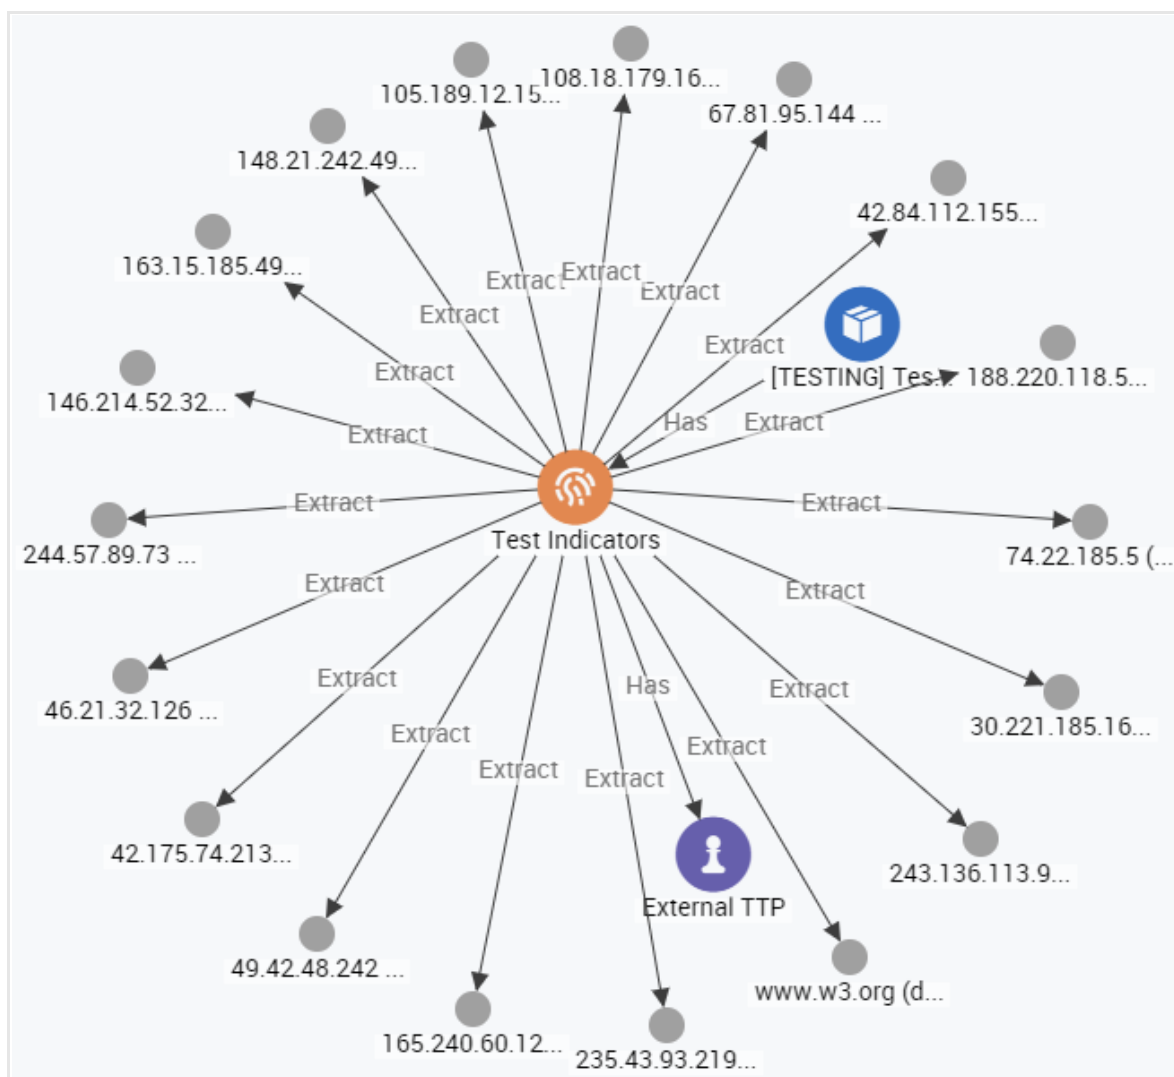 108.18.179.16...
105.189.12.15...
67.81.95.144 ...
148.21.242.49...
42.84.112.155...
163.15.185.49...
Extract
Extract
Extract
Extract
Extract
Extract
[TESTING] Tes...
188.220.118.5...
146.214.52.32...
Has
Extract
Extract
Extract
Extract
Test Indicators
244.57.89.73 ...
74.22.185.5 (...
Extract
Extract
Extract
Has
Extract
46.21.32.126 ...
30.221.185.16...
Extract
Extract
Extract
Extract
42.175.74.213...
243.136.113.9...
External TTP
49.42.48.242 ...
www.w3.org (d...
165.240.60.12...
235.43.93.219...